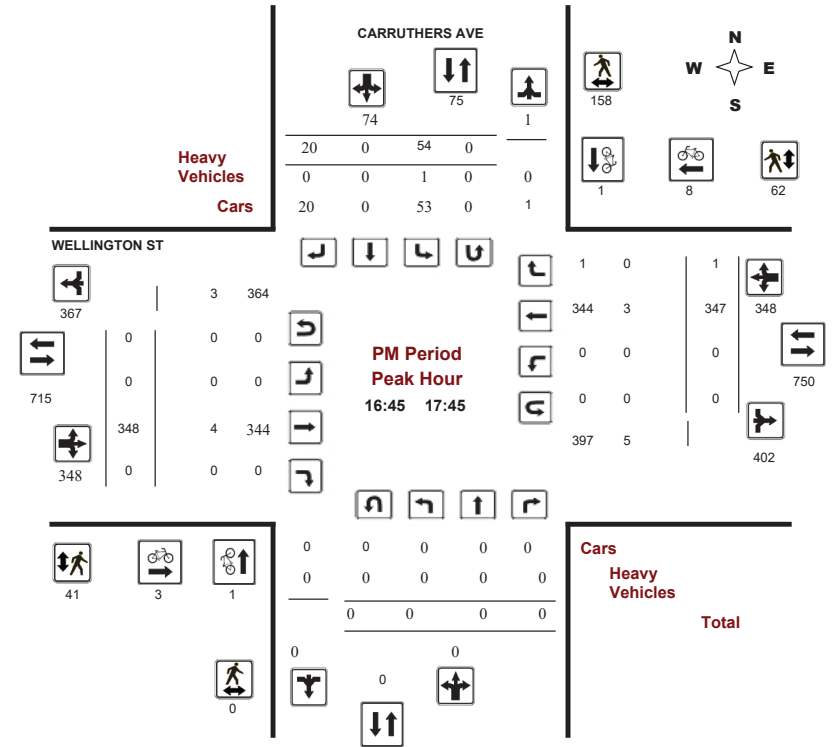 CARRUTHERS AVE
N
W E
S
74
75
1
158
20 0 54 0
Heavy
Vehicles
0 0 1 0 0
Cars
20 0 53 0 1
1 8 62
WELLINGTON ST
367
3 364
1 0 1
344 3 347 348
0 0
0 0
0 0 0
PM Period
Peak Hour
16:45 17:45
715
0 0 0
750
0 0 0
348 4 344
397 5
402
348
0 0 0
41 3 1
0 0 0 0 0
Cars
0 0 0 0 0
Heavy
Vehicles
0 0 0 0
Total
0 0
0
0